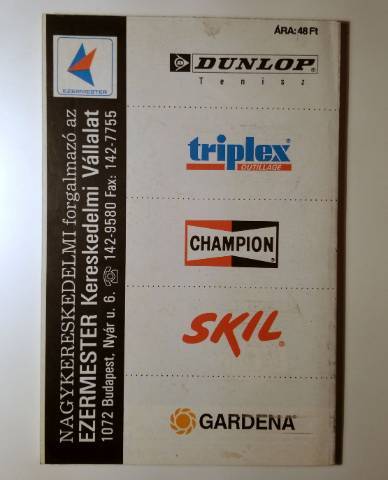 EZERMESTER
NAGYKERESKEDELMI forgalmazó az
EZERMESTER Kereskedelmi Vállalat
1072 Budapest, Nyár u. 6. ☎ 142-9580 Fax: 142-7755
ÁRA: 48 Ft
DUNLOP
Tenisz
triplex
OUTILLAGE
CHAMPION
SKIL
GARDENA